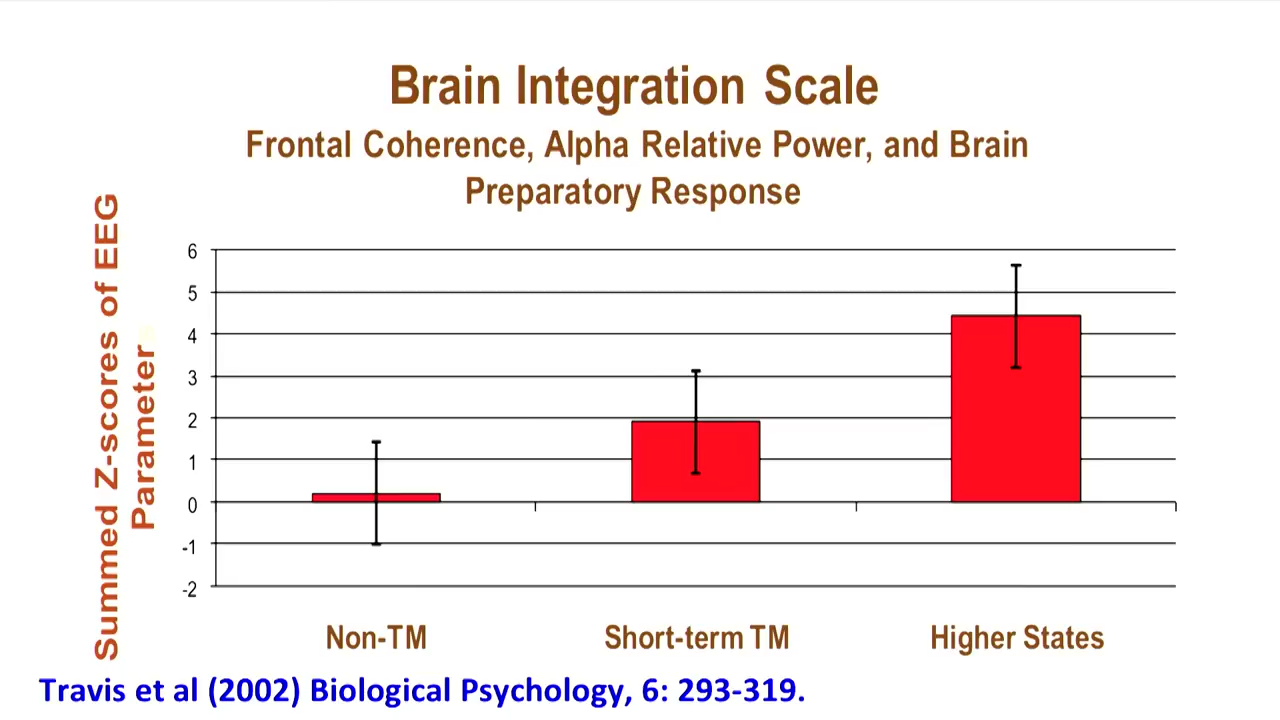 Brain Integration Scale
Frontal Coherence, Alpha Relative Power, and Brain
Preparatory Response
Summed Z-scores of EEG
Parameter
6
5
4
3
2
1
0
-1
-2
Non-TM
Short-term TM
Higher States
Travis et al (2002) Biological Psychology, 6: 293-319.